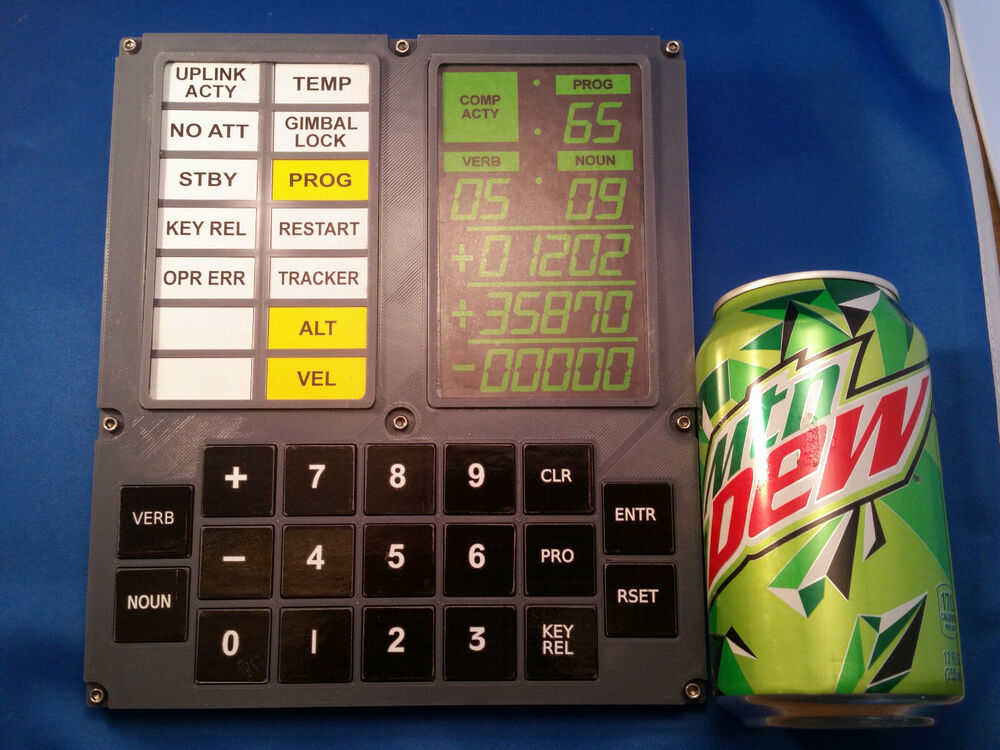 UPLINK
ACTY
TEMP
NO ATT
GIMBAL
LOCK
STBY
PROG
KEY REL
RESTART
OPR ERR
TRACKER
ALT
VEL
COMP
ACTY
PROG
65
VERB
NOUN
05
09
+01202
+35870
-00000
VERB
NOUN
+
7
8
9
CLR
-
4
5
6
PRO
0
1
2
3
KEY
REL
ENTR
RSET
mtn
DEW
170